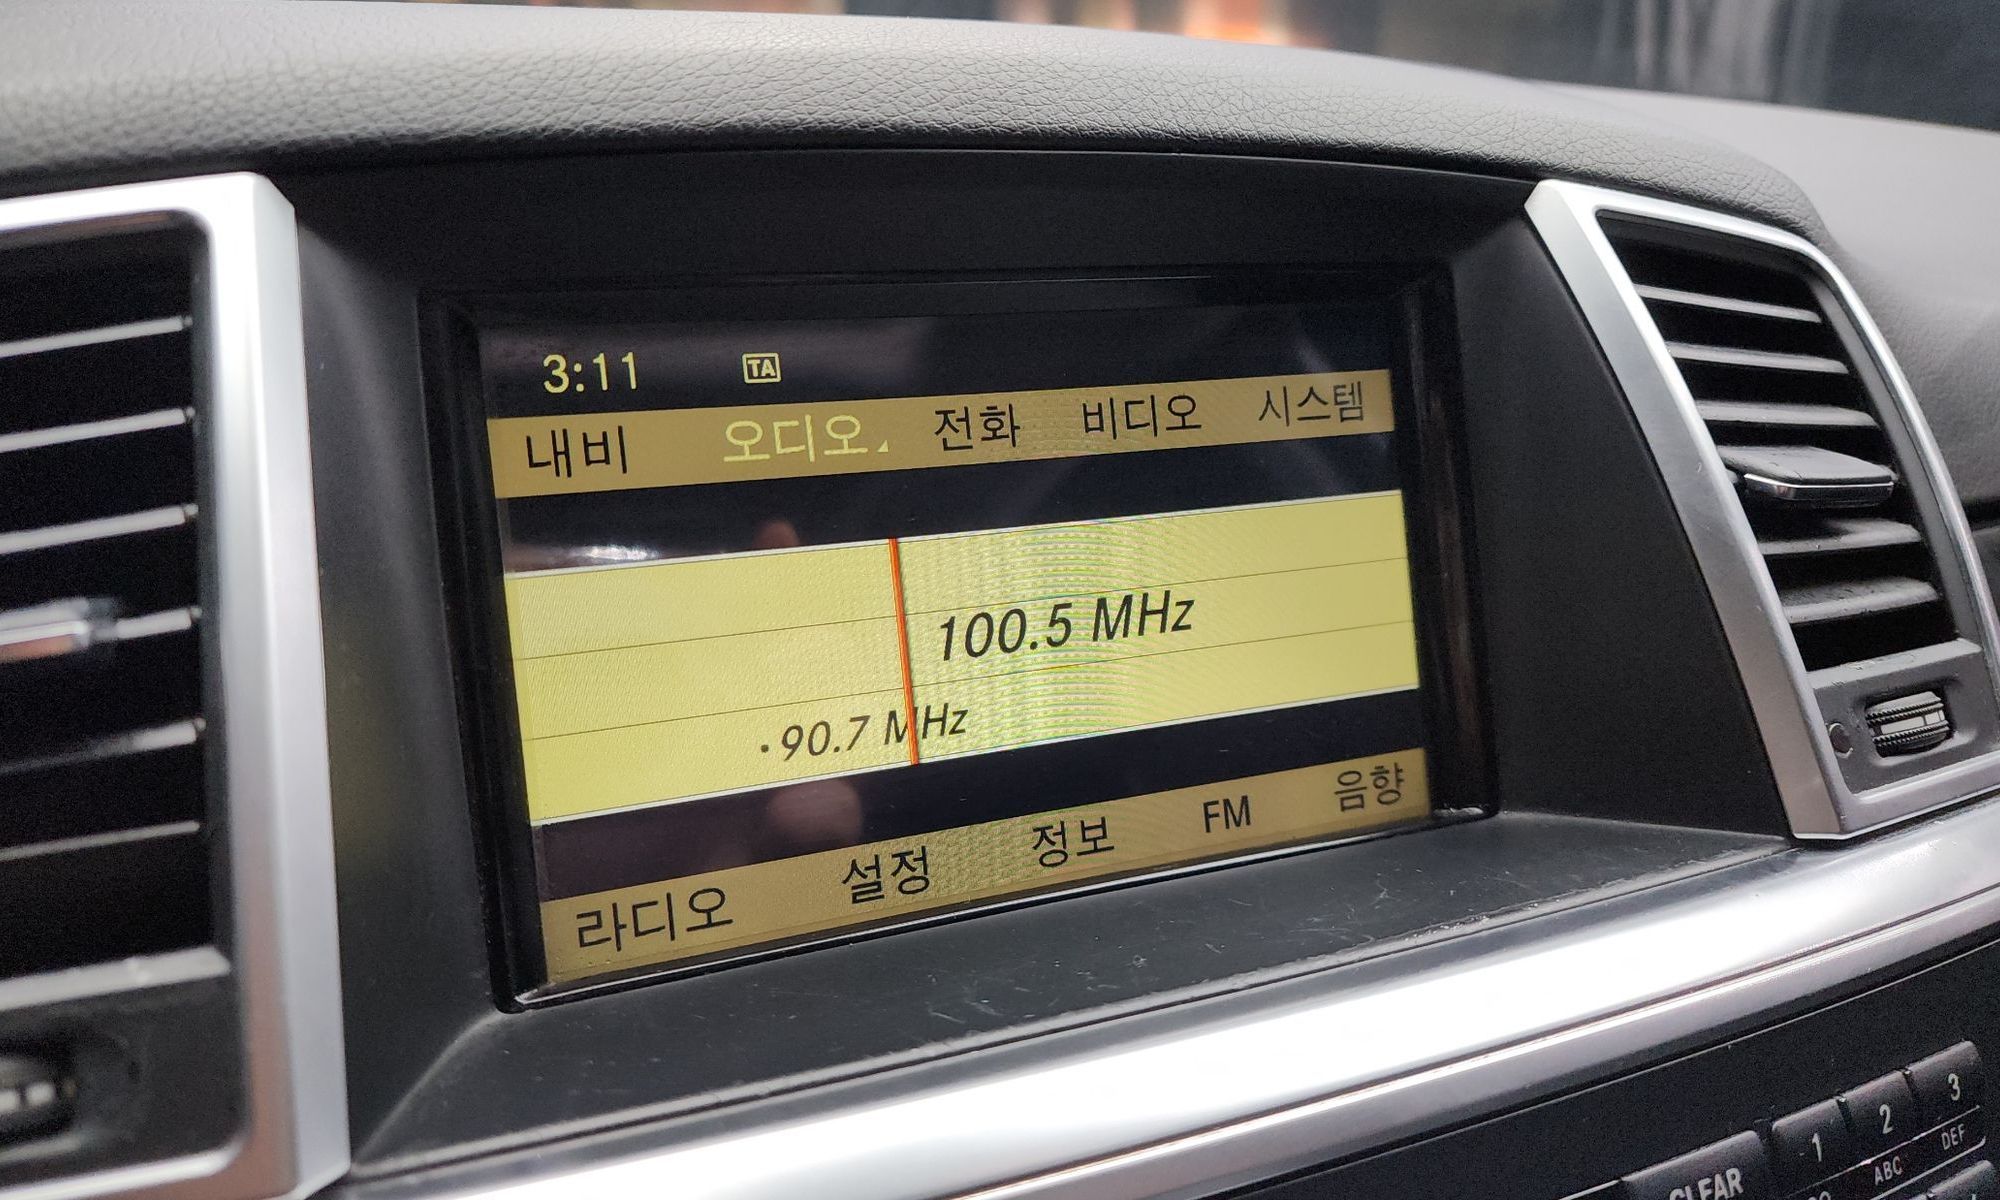 3:11 TA
내비 오디오 전화 비디오 시스템
100.5 MHz
·90.7 MHz
라디오 설정 정보 FM 음향
CLEAR 1 2 3
ABC DEF